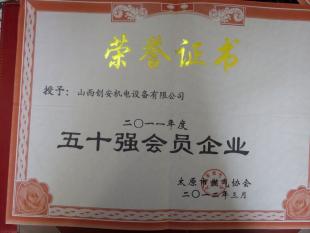 荣誉证书
授予：山西创安机电设备有限公司
二〇一一年度
五十强会员企业
太原市燃气协会
二〇一二年三月